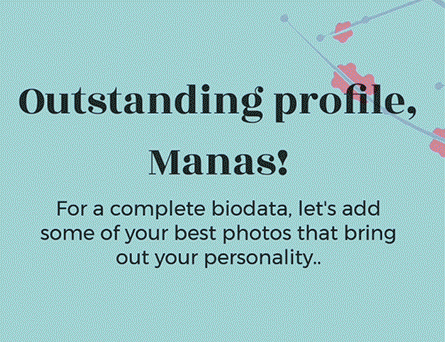 Outstanding profile,
Manas!
For a complete biodata, let's add
some of your best photos that bring
out your personality..